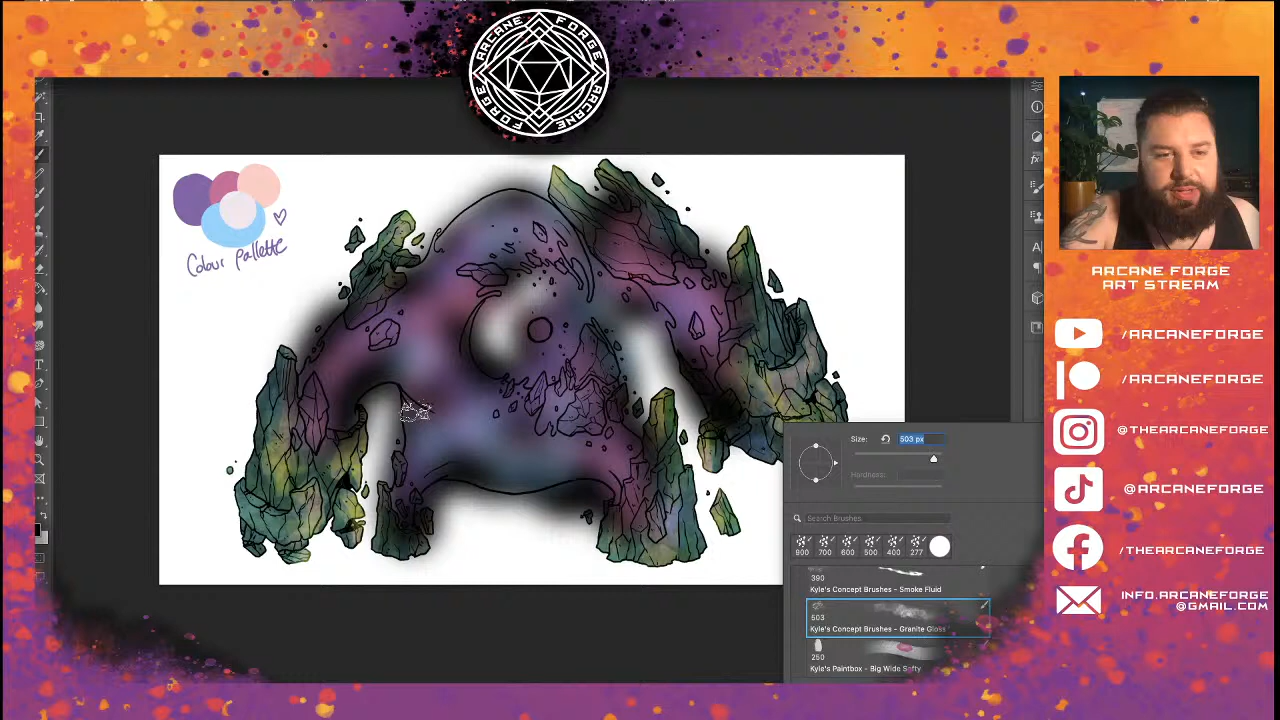 ARCANE FORGE ARCANE FORGE
Colour pallette
ARCANE FORGE
ART STREAM
/ARCANEFORGE
/ARCANEFORGE
@THEARCANEFORGE
@ARCANEFORGE
/THEARCANEFORGE
INFO.ARCANEFORGE
@GMAIL.COM
Size: 503 px
Hardness:
Search Brushes
900 700 600 500 400 277
390
Kyle's Concept Brushes - Smoke Fluid
503
Kyle's Concept Brushes - Granite Gloss
250
Kyle's Paintbox - Big Wide Softy